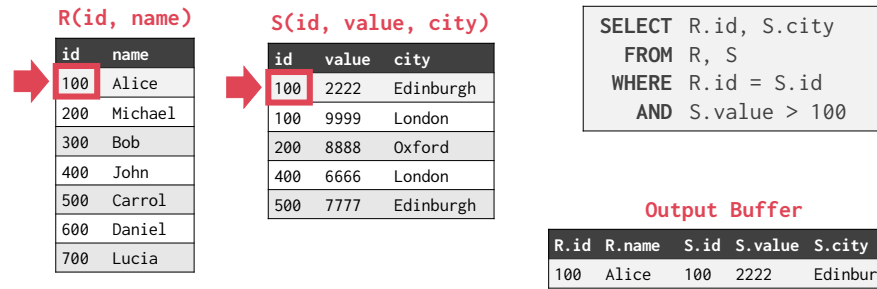 R(id, name)
id name
100 Alice
200 Michael
300 Bob
400 John
500 Carrol
600 Daniel
700 Lucia
S(id, value, city)
id value city
100 2222 Edinburgh
100 9999 London
200 8888 Oxford
400 6666 London
500 7777 Edinburgh
SELECT R.id, S.city
FROM R, S
WHERE R.id = S.id
AND S.value > 100
Output Buffer
R.id R.name S.id S.value S.city
100 Alice 100 2222 Edinbur